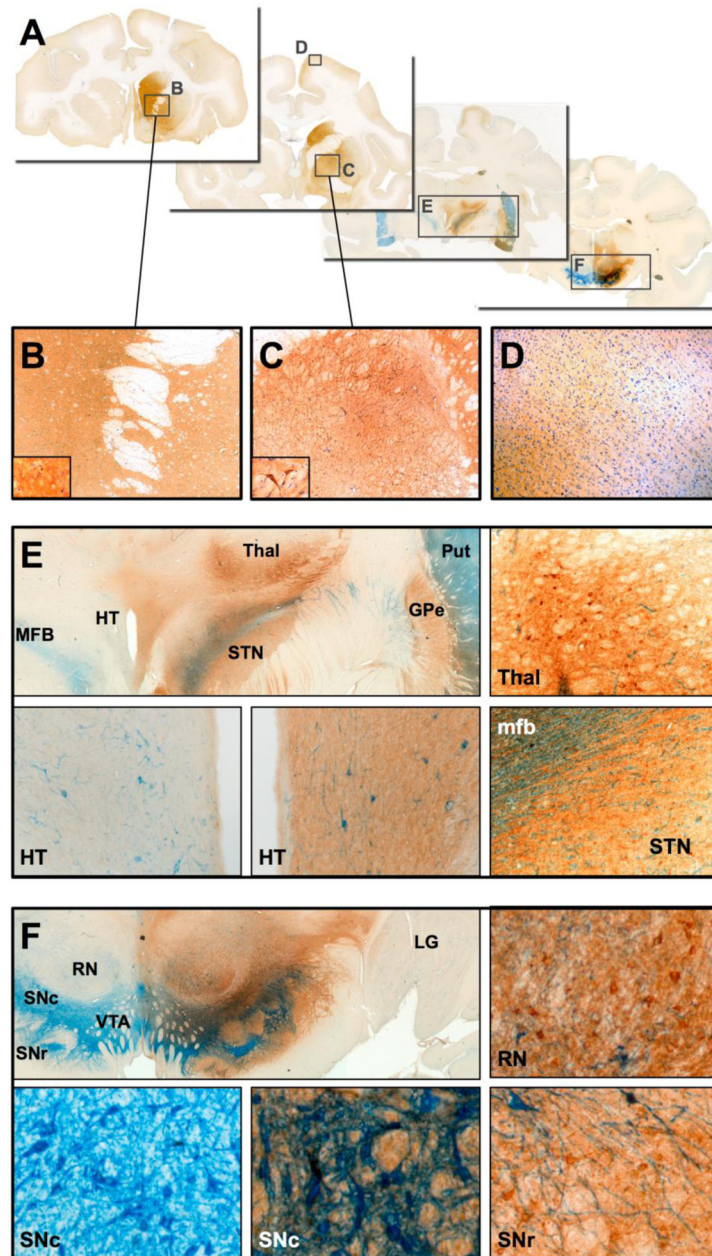 A
B
D
C
E
F
B
C
D
E
Thal
Put
HT
GPe
MFB
STN
Thal
mfb
HT
HT
STN
F
RN
LG
SNc
VTA
SNr
RN
SNc
SNc
SNr